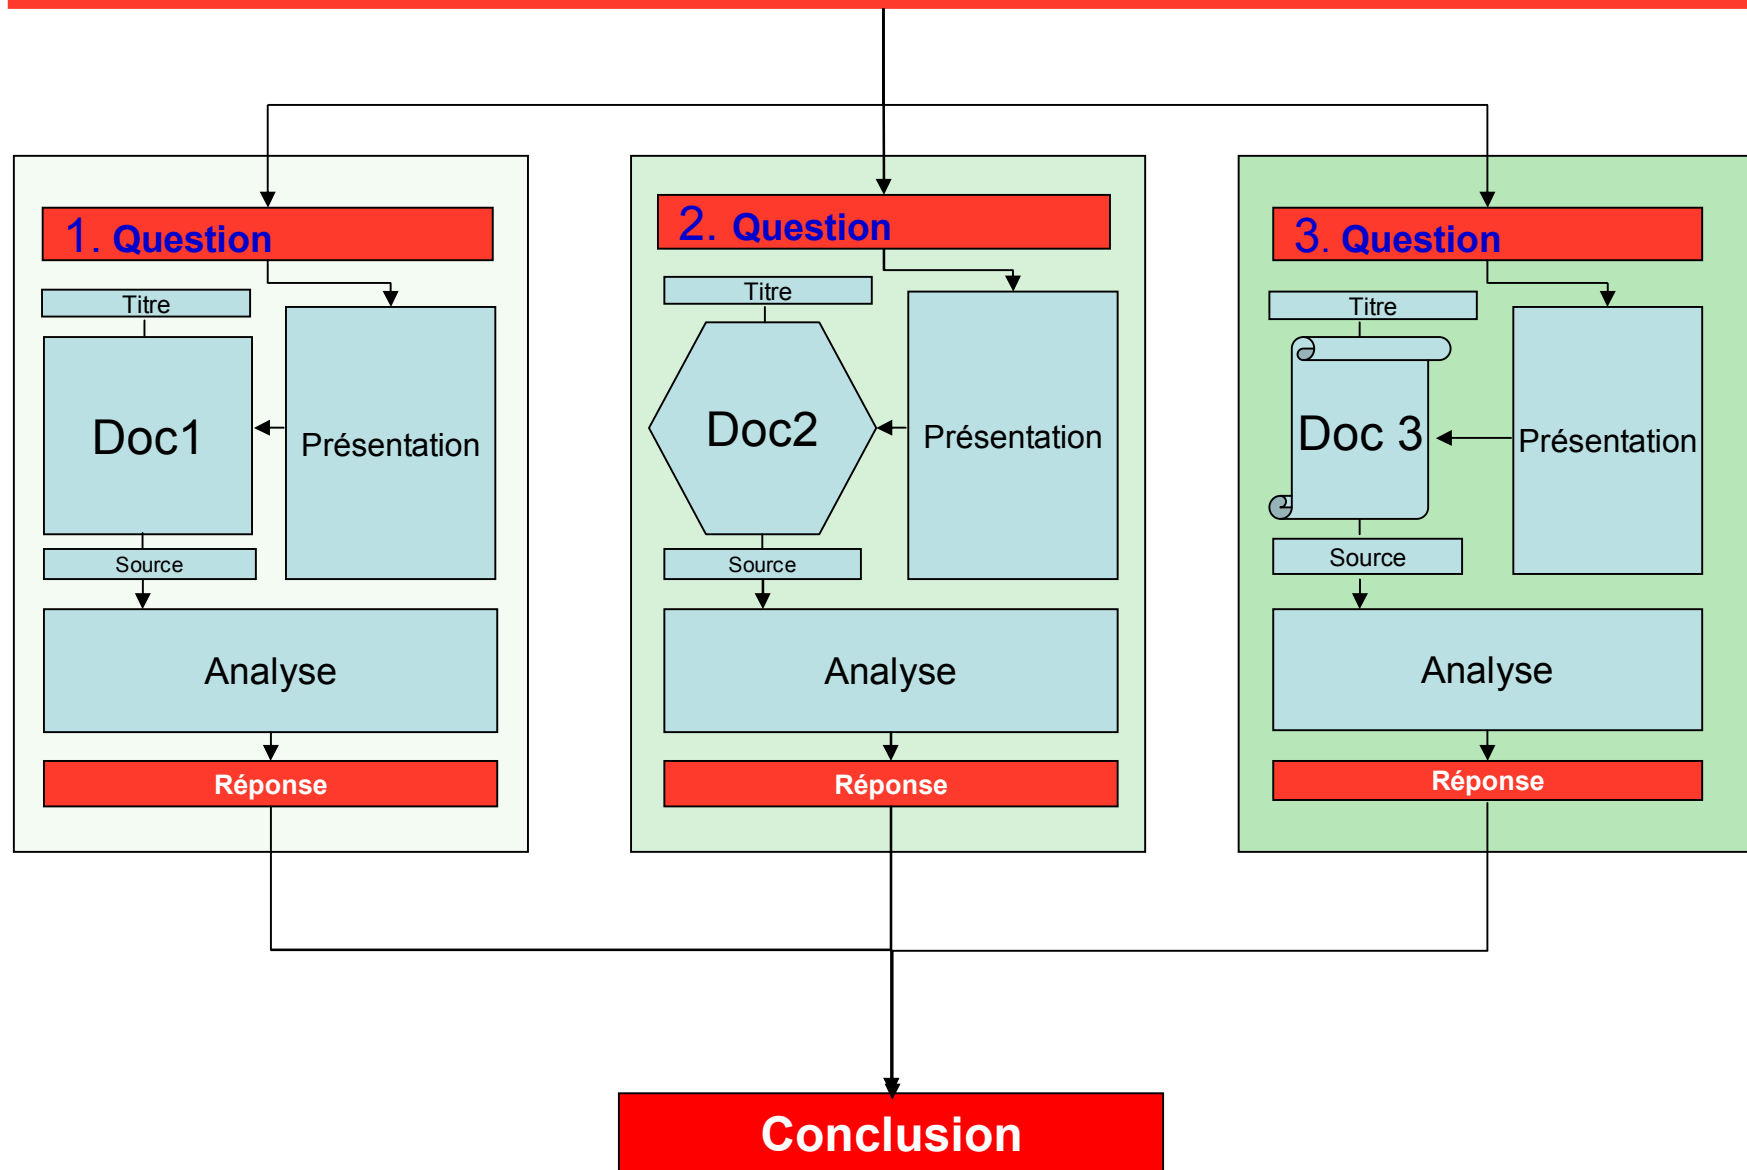 1. Question
Titre
Doc1
Présentation
Source
Analyse
Réponse
2. Question
Titre
Doc2
Présentation
Source
Analyse
Réponse
3. Question
Titre
Doc 3
Présentation
Source
Analyse
Réponse
Conclusion